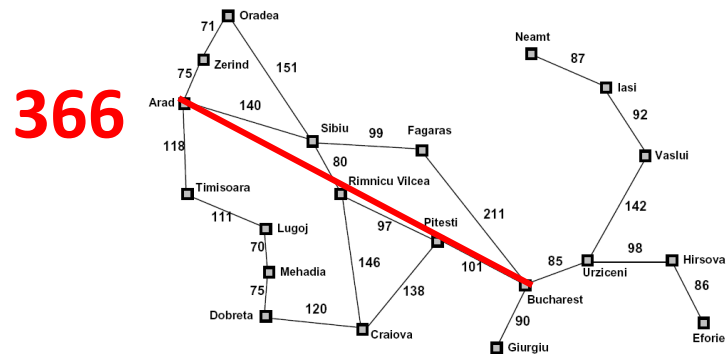 71
Oradea
Neamt
87
Zerind
75
151
Iasi
366
Arad
140
92
Sibiu
99
Fagaras
118
80
Vaslui
Rimnicu Vilcea
Timisoara
211
142
111
Lugoj
97
Pitesti
70
98
Hirsova
146
101
85
Mehadia
Urziceni
75
138
86
Bucharest
120
Dobreta
90
Craiova
Eforie
Giurgiu